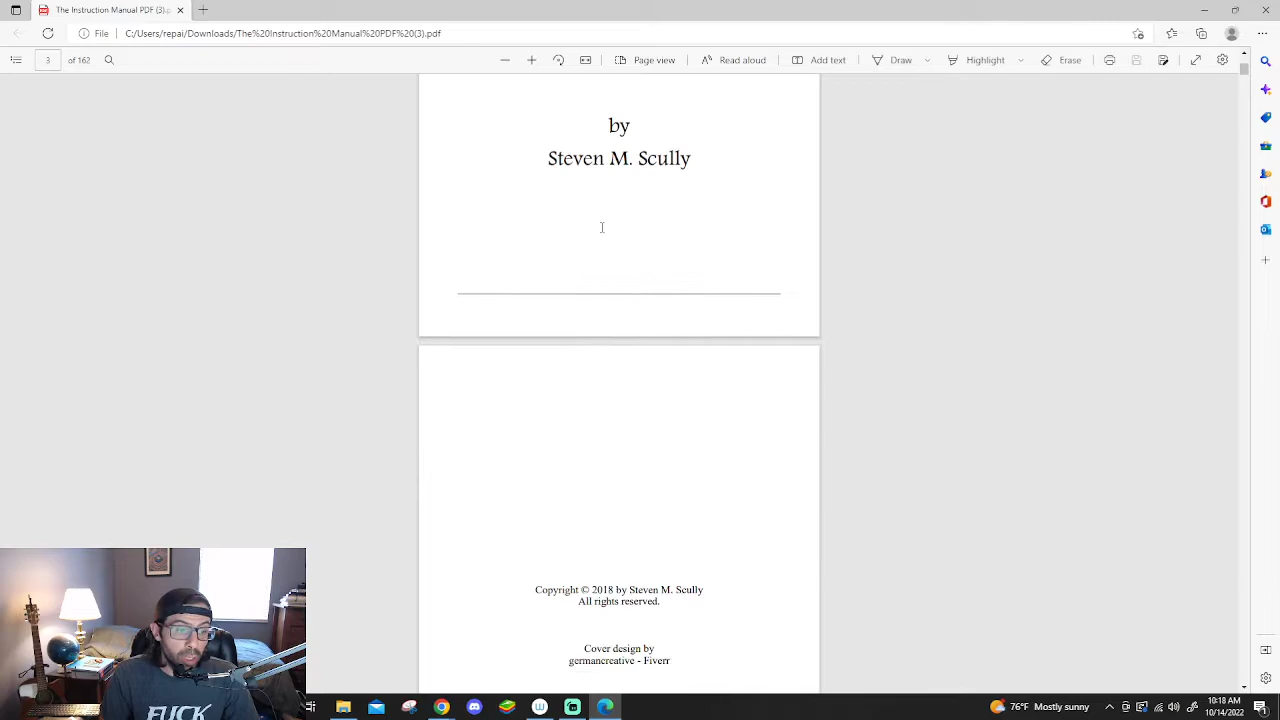 The Instruction Manual PDF (3).p
File
C:/Users/repai/Downloads/The%20Instruction%20Manual%20PDF%20(3).pdf
3
of 162
Page view
Read aloud
Add text
Draw
Highlight
Erase
by
Steven M. Scully
Copyright © 2018 by Steven M. Scully
All rights reserved.
Cover design by
germancreative - Fiverr
FUCK
Mostly sunny
10:18 AM
10/14/2022